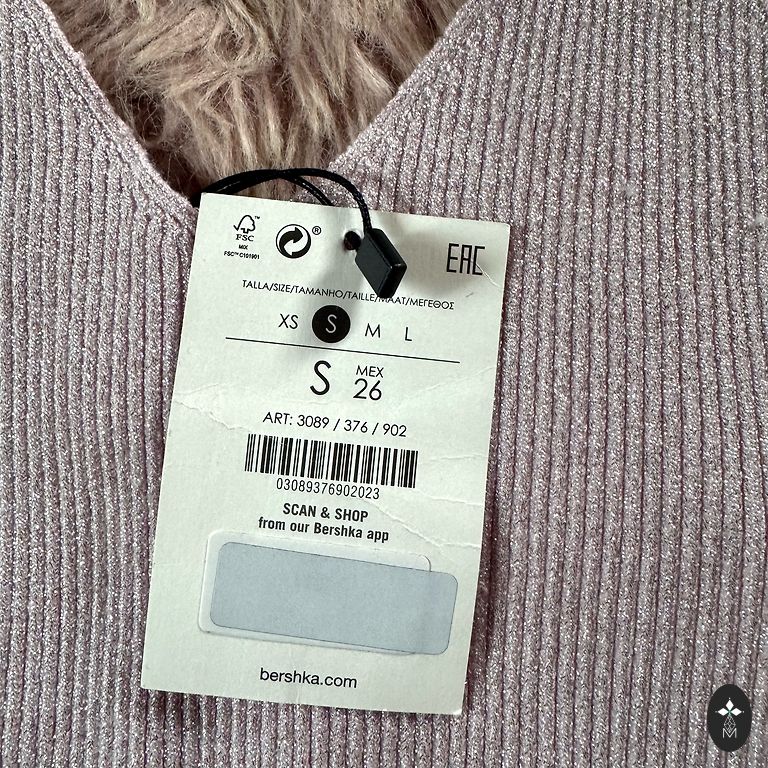 FSC™
MIX
FSC™ C101901
®
EAC
TALLA/SIZE/TAMANHO/TAILLE/MAAT/ΜΕΓΕΘΟΣ
XS S M L
S MEX 26
ART: 3089 / 376 / 902
03089376902023
SCAN & SHOP
from our Bershka app
bershka.com
M